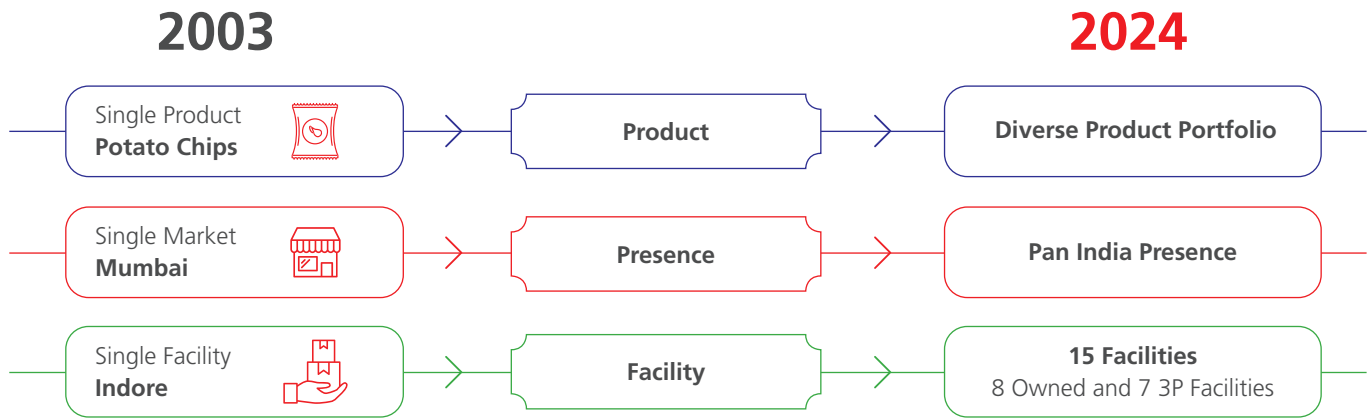 2003
2024
Single Product
Potato Chips
Product
Diverse Product Portfolio
Single Market
Mumbai
Presence
Pan India Presence
Single Facility
Indore
Facility
15 Facilities
8 Owned and 7 3P Facilities